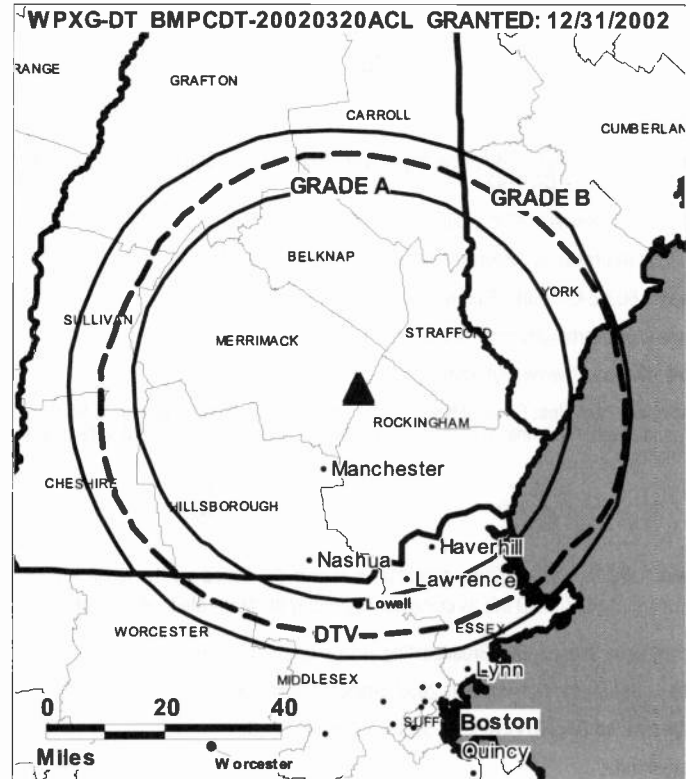 WPXG-DT BMPCDT-20020320ACL GRANTED: 12/31/2002
RANGE
GRAFTON
CARROLL
CUMBERLAN
GRADE A
GRADE B
BELKNAP
YORK
SULLIVAN
MERRIMACK
STRAFFORD
ROCKINGHAM
Manchester
CHESHIRE
HILLSBOROUGH
Nashua
Haverhill
Lawrence
Lowell
WORCESTER
DTV
ESSEX
MIDDLESEX
Lynn
0 20 40
SUFF
Boston
Miles
Worcester
Quincy